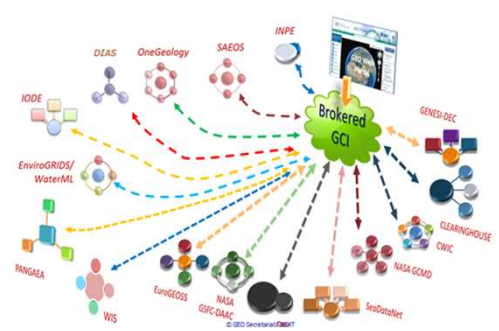 INPE
SAEOS
OneGeology
DIAS
IODE
Brokered
GCI
GENESI-DEC
EnviroGRIDS/
WaterML
CLEARINGHOUSE
CWIC
PANGAEA
NASA GCMD
EuroGEOSS
NASA
GSFC-DAAC
WIS
SeaDataNet
© GEO Secretariat